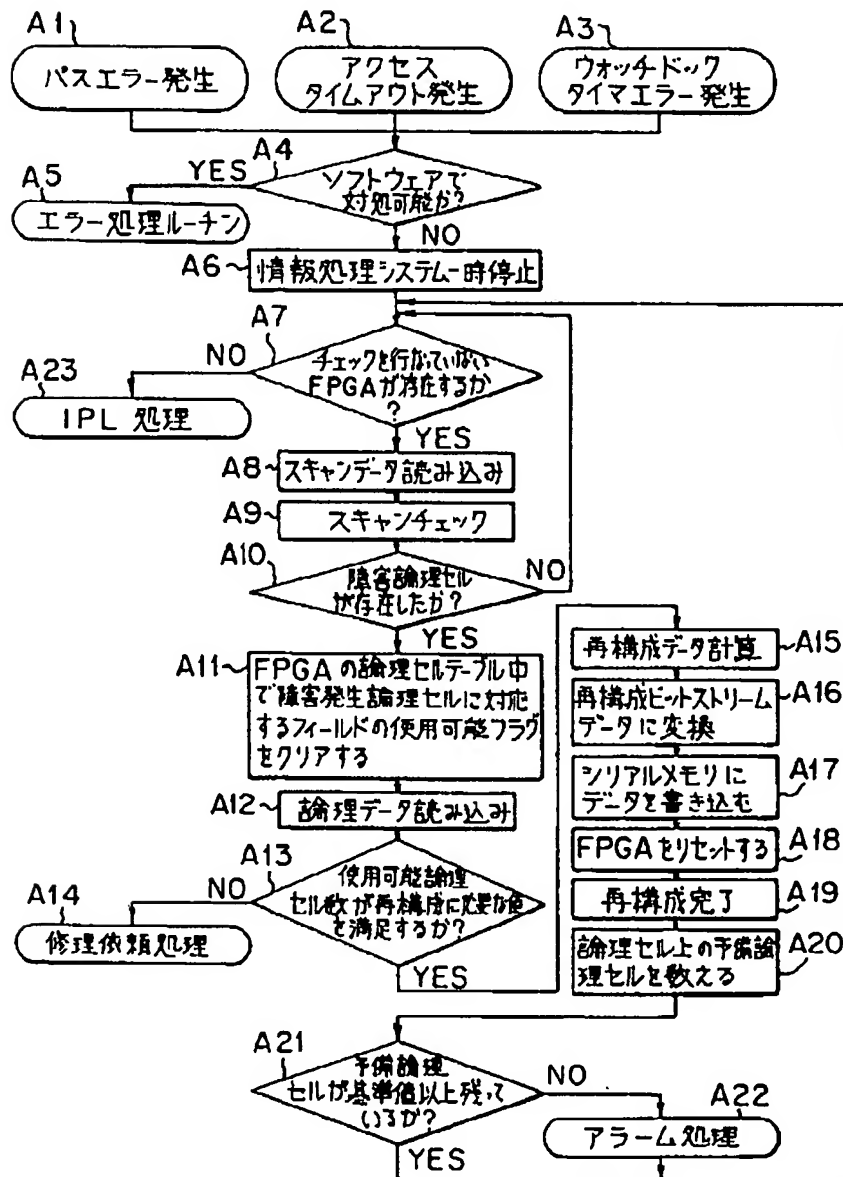 A1
パスエラー発生
A2
アクセス
タイムアウト発生
A3
ウォッチドック
タイマエラー発生
A4
ソフトウェアで
対処可能か?
YES
A5
エラー処理ルーチン
NO
A6
情報処理システム一時停止
A7
チェックを行なっていない
FPGAが存在するか
?
NO
A23
IPL 処理
YES
A8
スキャンデータ読み込み
A9
スキャンチェック
A10
障害論理セル
が存在したか?
NO
YES
A11
FPGAの論理セルテーブル中
で障害発生論理セルに対応
するフィールドの使用可能フラグ
をクリアする
A12
論理データ読み込み
A13
使用可能論理
セル数が再構成に必要な値
を満足するか?
NO
A14
修理依頼処理
YES
再構成データ計算
A15
再構成ビットストリーム
データに変換
A16
シリアルメモリに
データを書き込む
A17
FPGAをリセットする
A18
再構成完了
A19
論理セル上の予備論
理セルを数える
A20
A21
予備論理
セルが基準値以上残って
いるか?
NO
A22
アラーム処理
YES